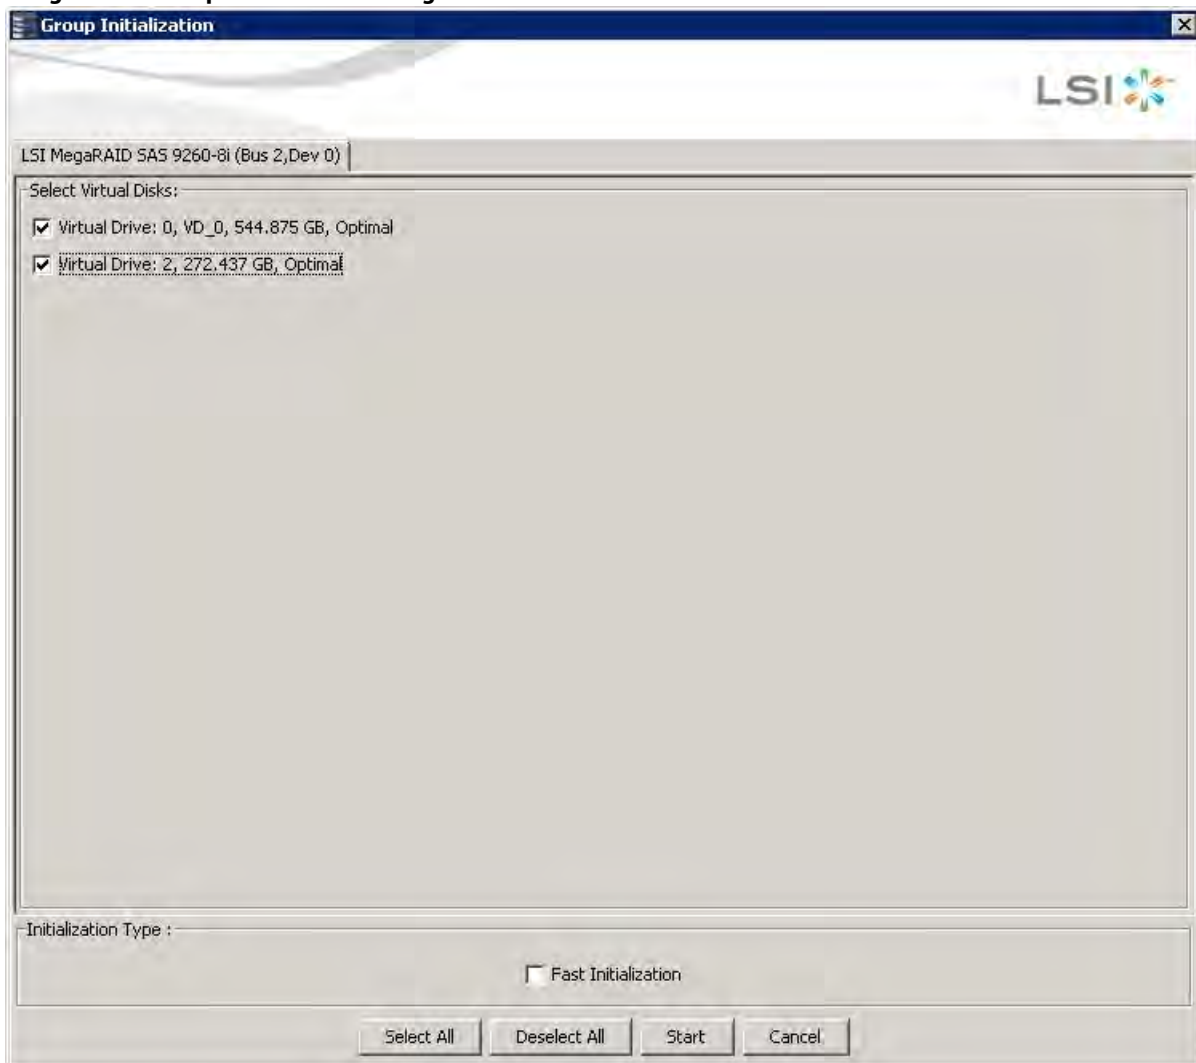 Group Initialization
LSI
LSI MegaRAID SAS 9260-8i (Bus 2,Dev 0)
Select Virtual Disks:
Virtual Drive: 0, VD_0, 544.875 GB, Optimal
Virtual Drive: 2, 272.437 GB, Optimal
Initialization Type :
Fast Initialization
Select All Deselect All Start Cancel